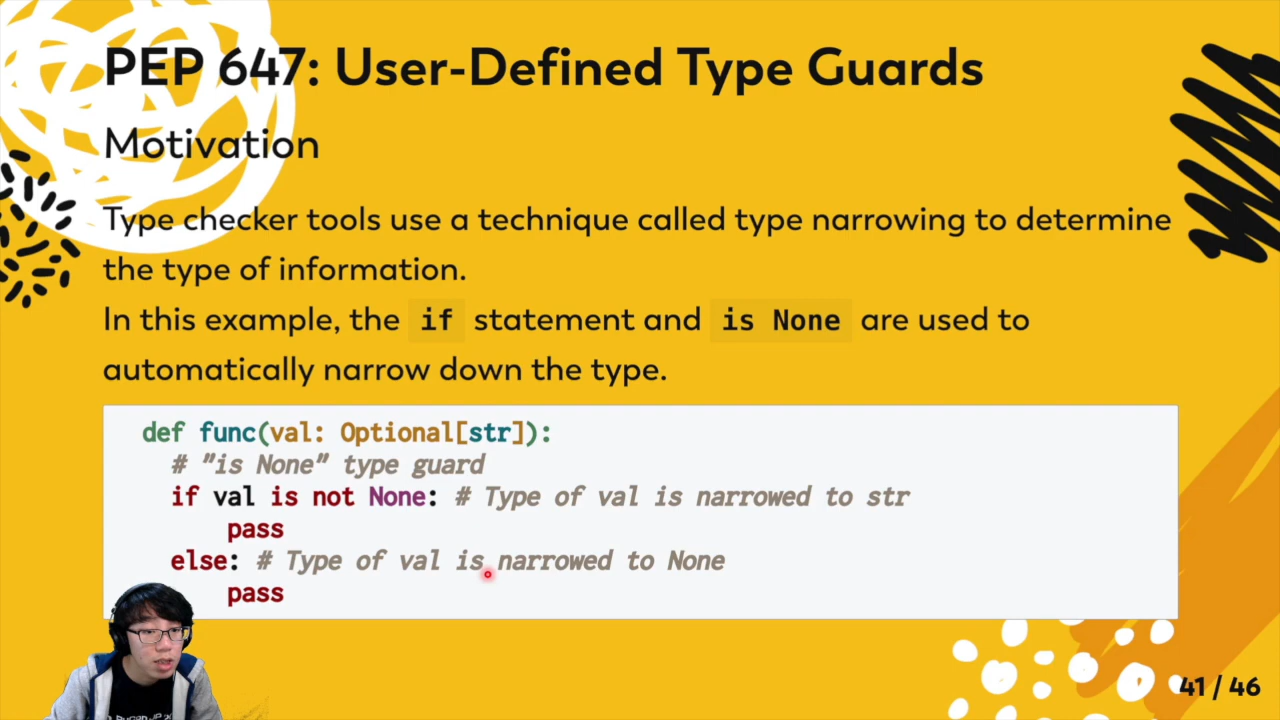 PEP 647: User-Defined Type Guards
Motivation
Type checker tools use a technique called type narrowing to determine
the type of information.
In this example, the if statement and is None are used to
automatically narrow down the type.
def func(val: Optional[str]):
# "is None" type guard
if val is not None: # Type of val is narrowed to str
pass
else: # Type of val is narrowed to None
pass
41 / 46